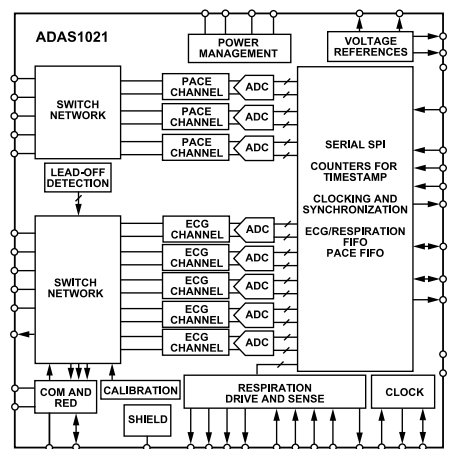 ADAS1021
POWER
MANAGEMENT
VOLTAGE
REFERENCES
SWITCH
NETWORK
PACE
CHANNEL
ADC
PACE
CHANNEL
ADC
PACE
CHANNEL
ADC
LEAD-OFF
DETECTION
SERIAL SPI
COUNTERS FOR
TIMESTAMP
CLOCKING AND
SYNCHRONIZATION
ECG/RESPIRATION
FIFO
PACE FIFO
SWITCH
NETWORK
ECG
CHANNEL
ADC
ECG
CHANNEL
ADC
ECG
CHANNEL
ADC
ECG
CHANNEL
ADC
ECG
CHANNEL
ADC
COM AND
RED
CALIBRATION
SHIELD
RESPIRATION
DRIVE AND SENSE
CLOCK